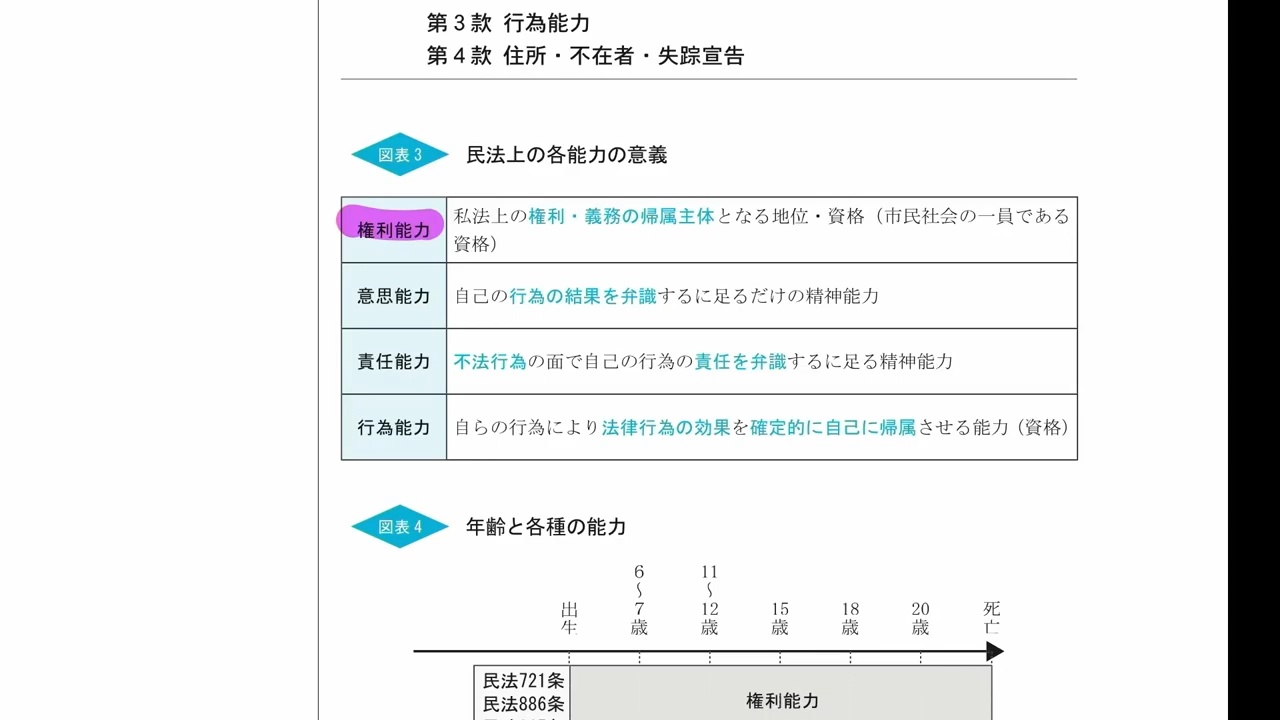 第３款 行為能力
第４款 住所・不在者・失踪宣告
図表３ 民法上の各能力の意義
権利能力 私法上の権利・義務の帰属主体となる地位・資格（市民社会の一員である
資格）
意思能力 自己の行為の結果を弁識するに足るだけの精神能力
責任能力 不法行為の面で自己の行為の責任を弁識するに足る精神能力
行為能力 自らの行為により法律行為の効果を確定的に自己に帰属させる能力（資格）
図表４ 年齢と各種の能力
出生
6～7歳
11～12歳
15歳
18歳
20歳
死亡
民法721条
民法886条
権利能力